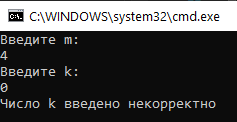 C:\WINDOWS\system32\cmd.exe
Введите m:
4
Введите k:
0
Число k введено некорректно